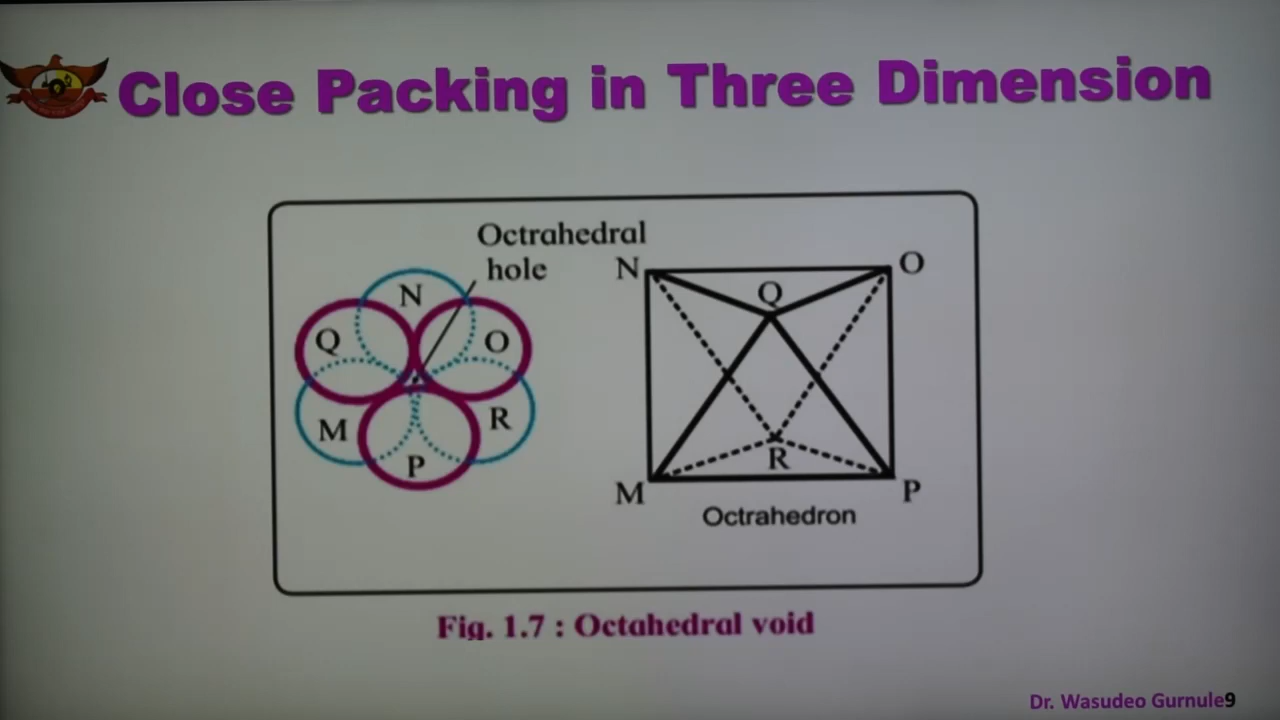 Close Packing in Three Dimension
Octrahedral
hole
N
Q
O
M
R
P
N
O
Q
R
M
P
Octrahedron
Fig. 1.7 : Octahedral void
Dr. Wasudeo Gurnule9